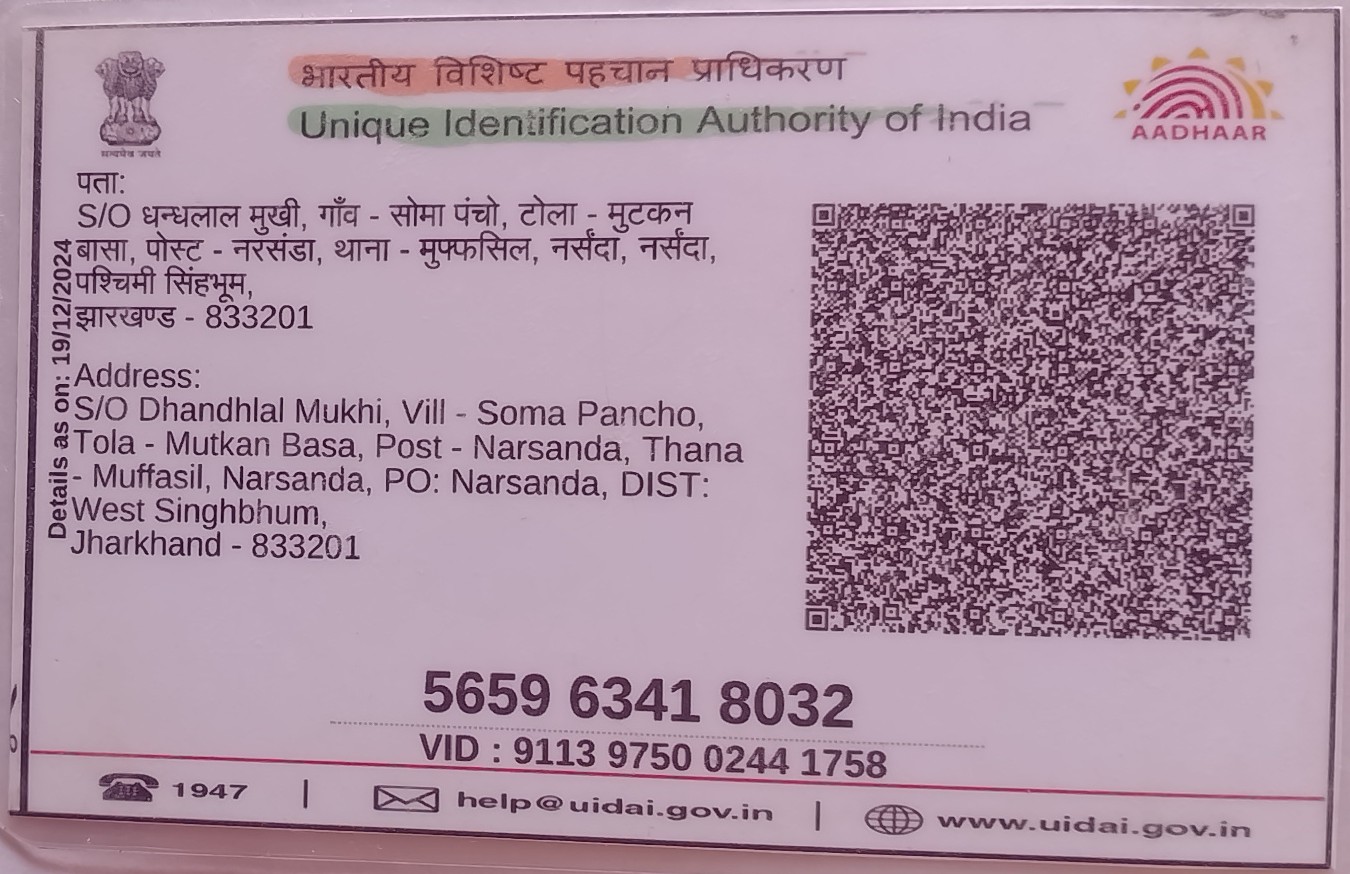 भारतीय विशिष्ट पहचान प्राधिकरण
Unique Identification Authority of India
सत्यमेव जयते
AADHAAR
पता:
S/O धन्धलाल मुखी, गाँव - सोमा पंचो, टोला - मुटकन
बासा, पोस्ट - नरसंडा, थाना - मुफ्फसिल, नर्संदा, नर्संदा,
पश्चिमी सिंहभूम,
झारखण्ड - 833201
Details as on: 19/12/2024
Address:
S/O Dhandhlal Mukhi, Vill - Soma Pancho,
Tola - Mutkan Basa, Post - Narsanda, Thana
- Muffasil, Narsanda, PO: Narsanda, DIST:
West Singhbhum,
Jharkhand - 833201
5659 6341 8032
VID : 9113 9750 0244 1758
1947 | help@uidai.gov.in | www.uidai.gov.in